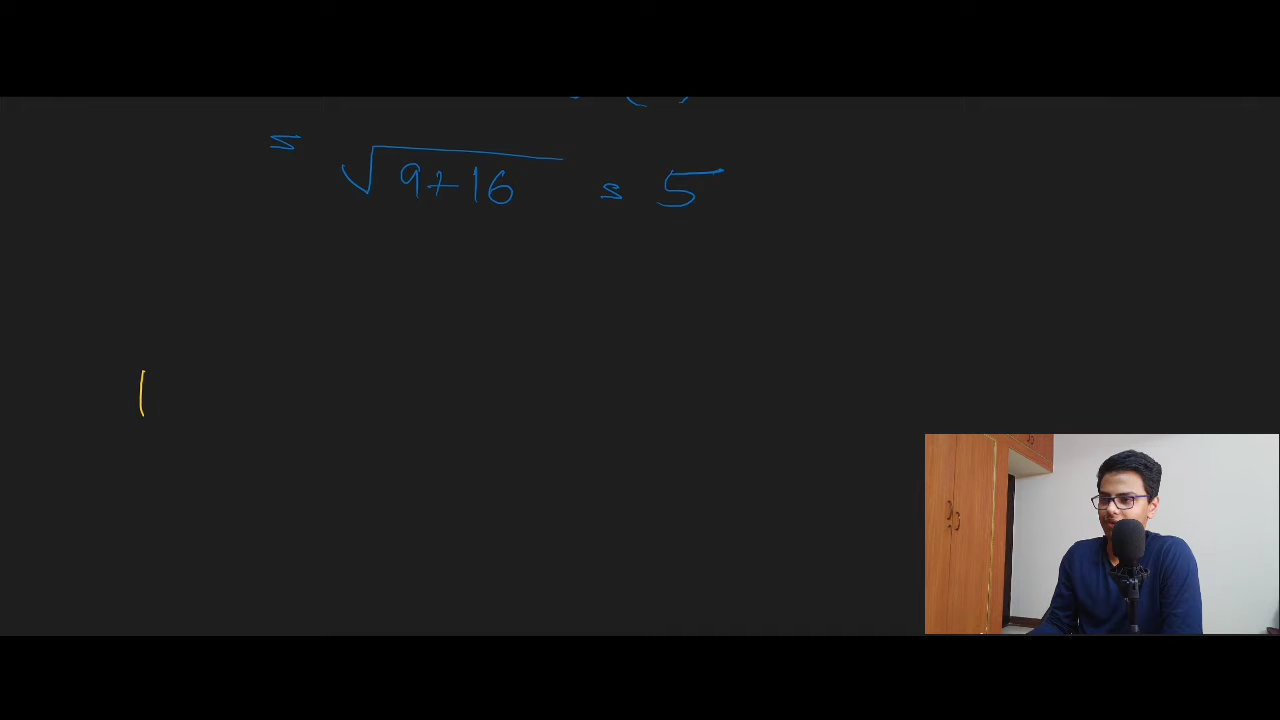 = √9+16 = 5